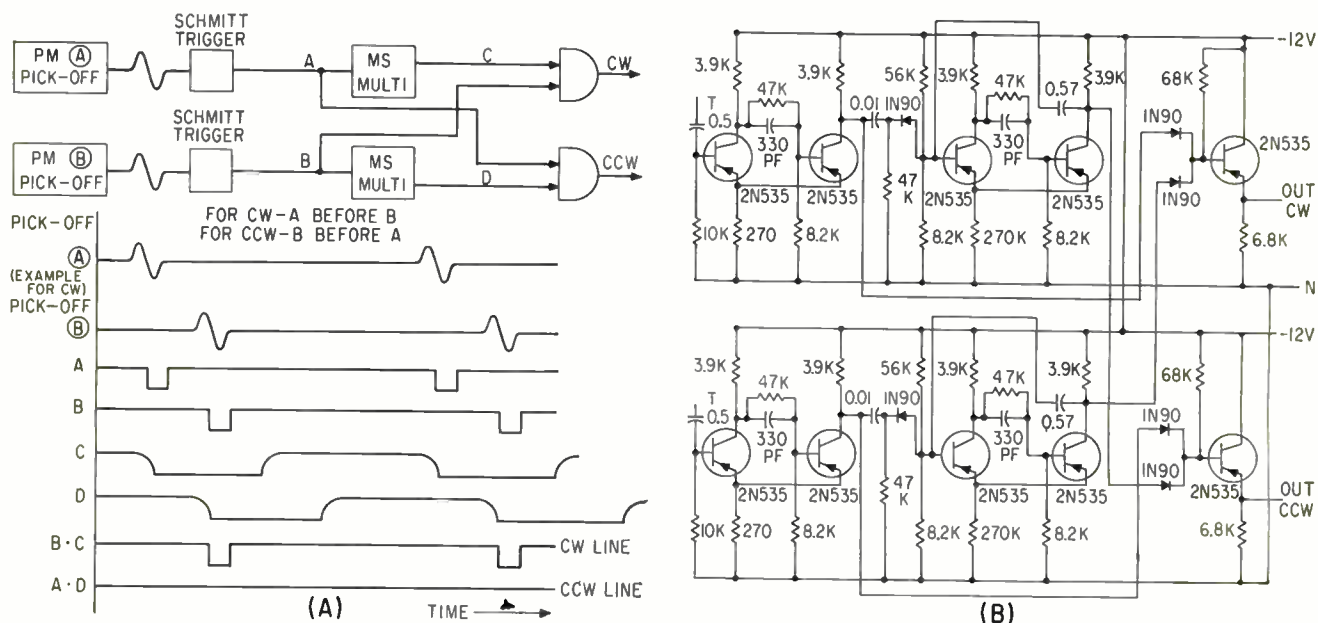 SCHMITT
TRIGGER
PM Ⓐ
PICK-OFF
A
MS
MULTI
C
CW
SCHMITT
TRIGGER
PM Ⓑ
PICK-OFF
B
MS
MULTI
D
CCW
FOR CW-A BEFORE B
FOR CCW-B BEFORE A
PICK-OFF
Ⓐ
(EXAMPLE
FOR CW)
PICK-OFF
Ⓑ
A
B
C
D
B·C
CW LINE
A·D
CCW LINE
(A)
TIME
-12V
3.9K
3.9K
56K
3.9K
47K
3.9K
68K
47K
T
0.5
330
PF
0.01
IN90
330
PF
0.57
IN90
2N535
2N535
47
K
2N535
2N535
IN90
OUT
CW
10K
270
8.2K
8.2K
270K
8.2K
6.8K
N
-12V
3.9K
3.9K
56K
3.9K
47K
3.9K
68K
47K
T
0.5
330
PF
0.01
IN90
330
PF
0.57
IN90
2N535
47
K
2N535
2N535
IN90
2N535
OUT
CCW
10K
270
8.2K
8.2K
270K
8.2K
6.8K
(B)